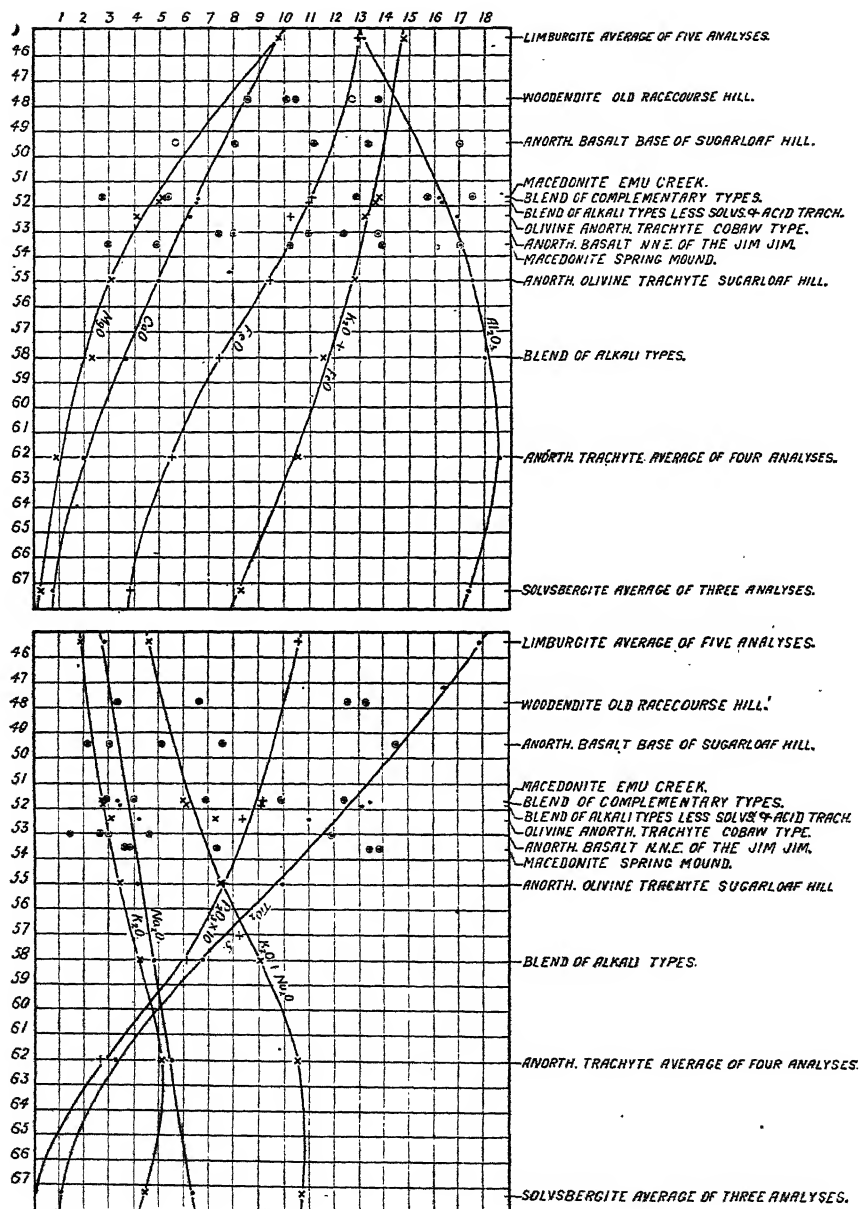 1 2 3 4 5 6 7 8 9 10 11 12 13 14 15 16 17 18
46
47
48
49
50
51
52
53
54
55
56
57
58
59
60
61
62
63
64
65
66
67
LIMBURGITE AVERAGE OF FIVE ANALYSES.
WOODENDITE OLD RACECOURSE HILL.
ANORTH. BASALT BASE OF SUGARLOAF HILL.
MACEDONITE EMU CREEK.
BLEND OF COMPLEMENTARY TYPES.
BLEND OF ALKALI TYPES LESS SOLVS. & ACID TRACH.
OLIVINE ANORTH. TRACHYTE COBAW TYPE.
ANORTH. BASALT N.N.E. OF THE JIM JIM.
MACEDONITE SPRING MOUND.
ANORTH. OLIVINE TRACHYTE SUGARLOAF HILL.
BLEND OF ALKALI TYPES.
ANORTH. TRACHYTE AVERAGE OF FOUR ANALYSES.
SOLVSBERGITE AVERAGE OF THREE ANALYSES.
MgO
CaO
FeO
K₂O + FeO
Al₂O₃
46
47
48
49
50
51
52
53
54
55
56
57
58
59
60
61
62
63
64
65
66
67
LIMBURGITE AVERAGE OF FIVE ANALYSES.
WOODENDITE OLD RACECOURSE HILL.
ANORTH. BASALT BASE OF SUGARLOAF HILL.
MACEDONITE EMU CREEK.
BLEND OF COMPLEMENTARY TYPES.
BLEND OF ALKALI TYPES LESS SOLVS. & ACID TRACH.
OLIVINE ANORTH. TRACHYTE COBAW TYPE.
ANORTH. BASALT N.N.E. OF THE JIM JIM.
MACEDONITE SPRING MOUND.
ANORTH. OLIVINE TRACHYTE SUGARLOAF HILL
BLEND OF ALKALI TYPES.
ANORTH. TRACHYTE AVERAGE OF FOUR ANALYSES.
SOLVSBERGITE AVERAGE OF THREE ANALYSES.
K₂O
Na₂O
P₂O₅ × 10
TiO₂
K₂O + Na₂O